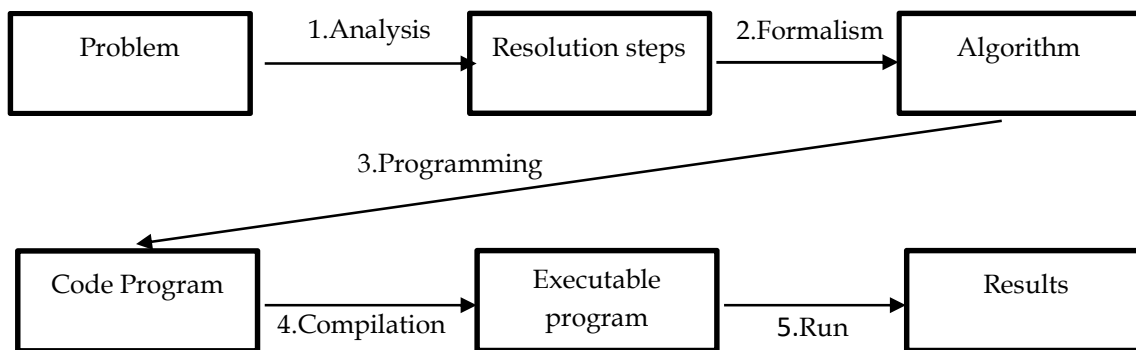 Problem
1.Analysis
Resolution steps
2.Formalism
Algorithm
3.Programming
Code Program
4.Compilation
Executable
program
5.Run
Results